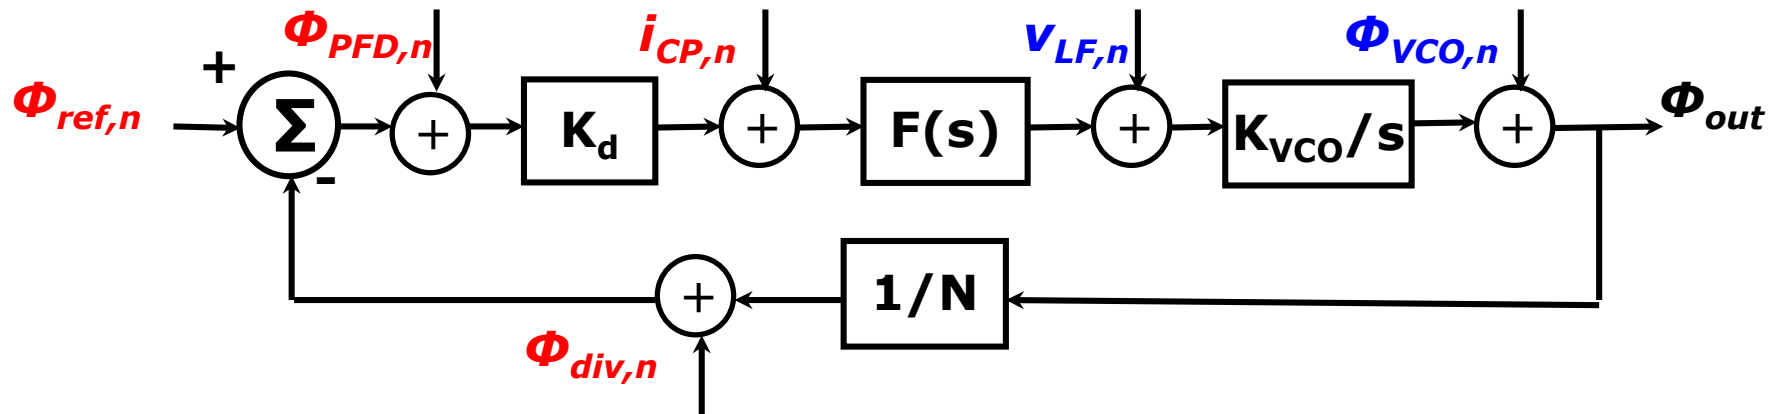 ΦPFD,n
iCP,n
vLF,n
ΦVCO,n
+
Φref,n
Σ
+
Kd
+
F(s)
+
KVCO/s
+
Φout
-
+
1/N
Φdiv,n